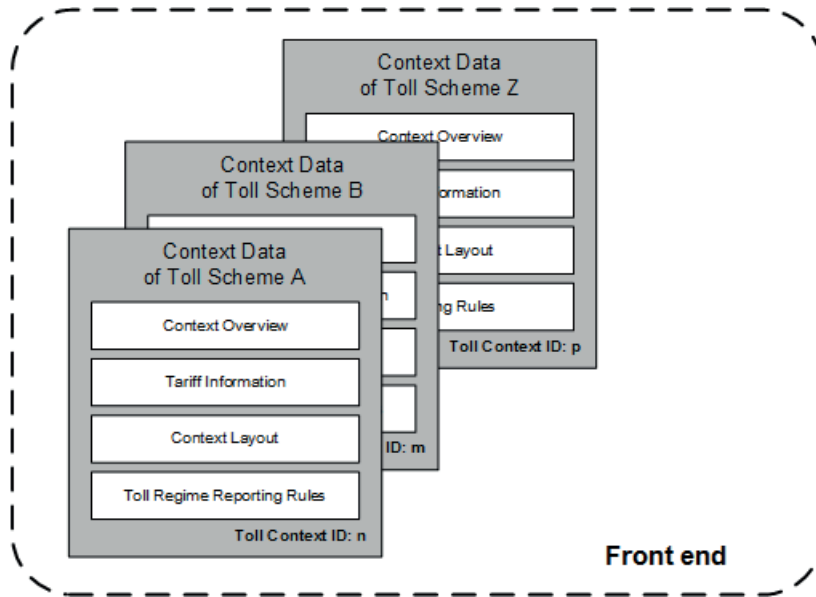 Context Data
of Toll Scheme Z
Context Overview
ormation
t Layout
ng Rules
Toll Context ID: p
Context Data
of Toll Scheme B
n
ID: m
Context Data
of Toll Scheme A
Context Overview
Tariff Information
Context Layout
Toll Regime Reporting Rules
Toll Context ID: n
Front end